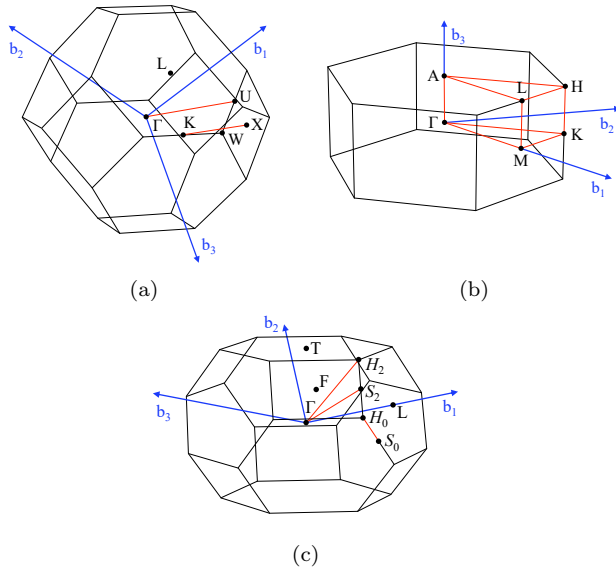 b₂
b₁
L
U
Γ
K
X
W
b₃
(a)
b₃
A
L
H
Γ
b₂
K
M
b₁
(b)
b₂
T
H₂
F
S₂
b₃
Γ
L
b₁
H₀
S₀
(c)